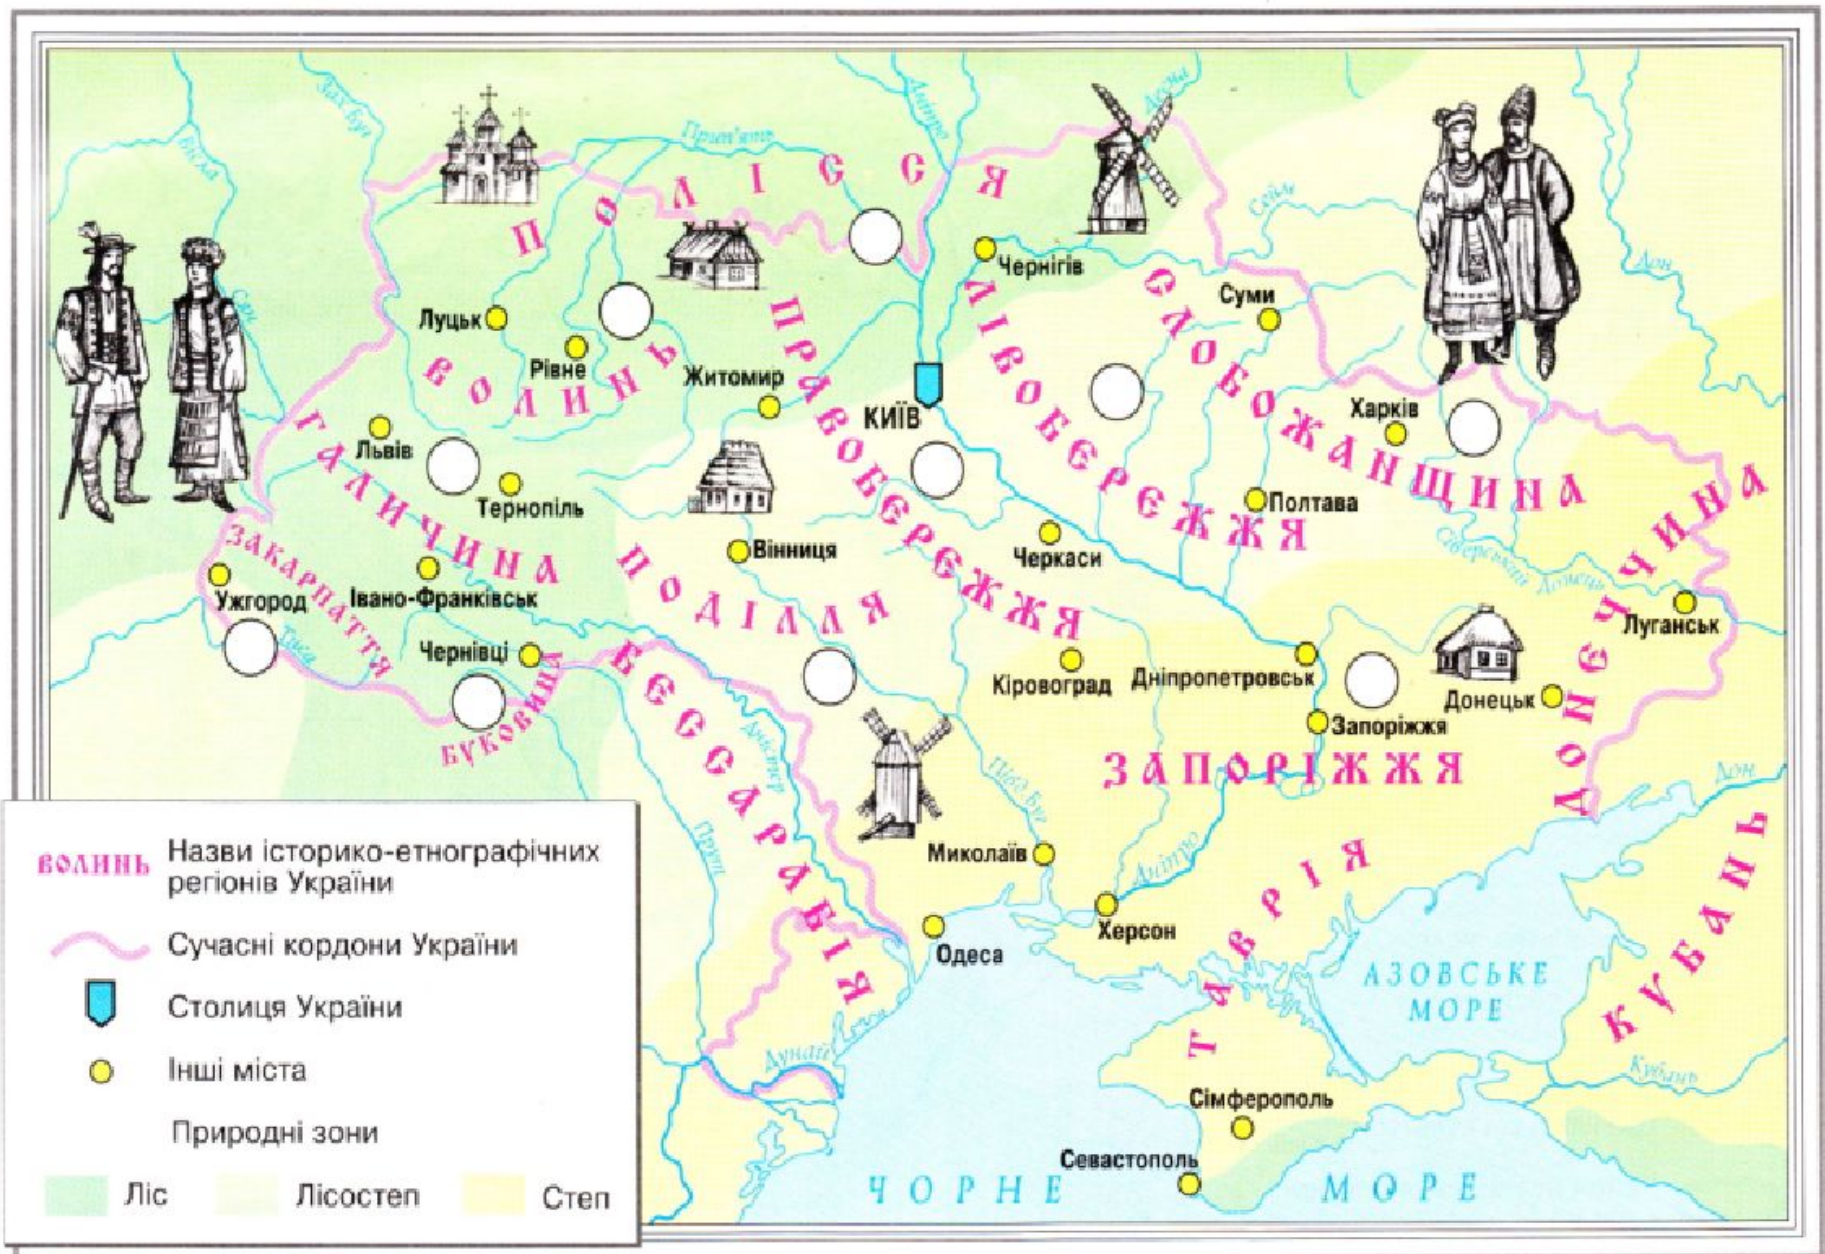 Зах. Буг
Дніпро
Десна
Вісла
Прип'ять
ПОЛІССЯ
Сейм
Дон
Сян
Чернігів
Суми
Луцьк
Рівне
ВОЛИНЬ
Житомир
КИЇВ
ПРАВОБЕРЕЖЖЯ
ЛІВОБЕРЕЖЖЯ
СЛОБОЖАНЩИНА
Харків
Львів
ГАЛИЧИНА
Тернопіль
Полтава
Вінниця
Черкаси
ЗАКАРПАТТЯ
ПОДІЛЛЯ
Сіверський Донець
ДОНЕЧЧИНА
Ужгород
Івано-Франківськ
Луганськ
Тиса
Чернівці
БУКОВИНА
БЕССАРАБІЯ
Кіровоград
Дніпропетровськ
Донецьк
Запоріжжя
Дністер
Півд. Буг
ЗАПОРІЖЖЯ
Дон
Прут
Миколаїв
Дніпро
Херсон
Одеса
ТАВРІЯ
АЗОВСЬКЕ
МОРЕ
КУБАНЬ
Дунай
Кубань
Сімферополь
Севастополь
ЧОРНЕ МОРЕ
ВОЛИНЬ
Назви історико-етнографічних
регіонів України
Сучасні кордони України
Столиця України
Інші міста
Природні зони
Ліс Лісостеп Степ